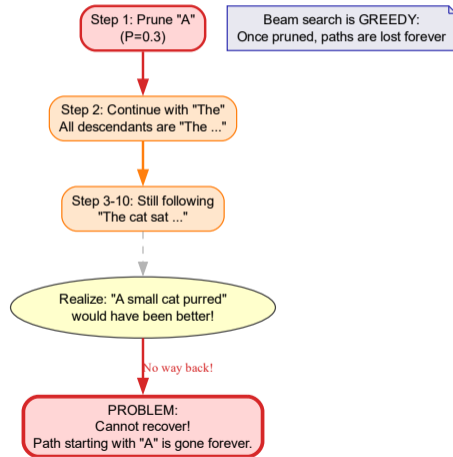 Step 1: Prune "A"
(P=0.3)
Beam search is GREEDY:
Once pruned, paths are lost forever
Step 2: Continue with "The"
All descendants are "The ..."
Step 3-10: Still following
"The cat sat ..."
Realize: "A small cat purred"
would have been better!
No way back!
PROBLEM:
Cannot recover!
Path starting with "A" is gone forever.